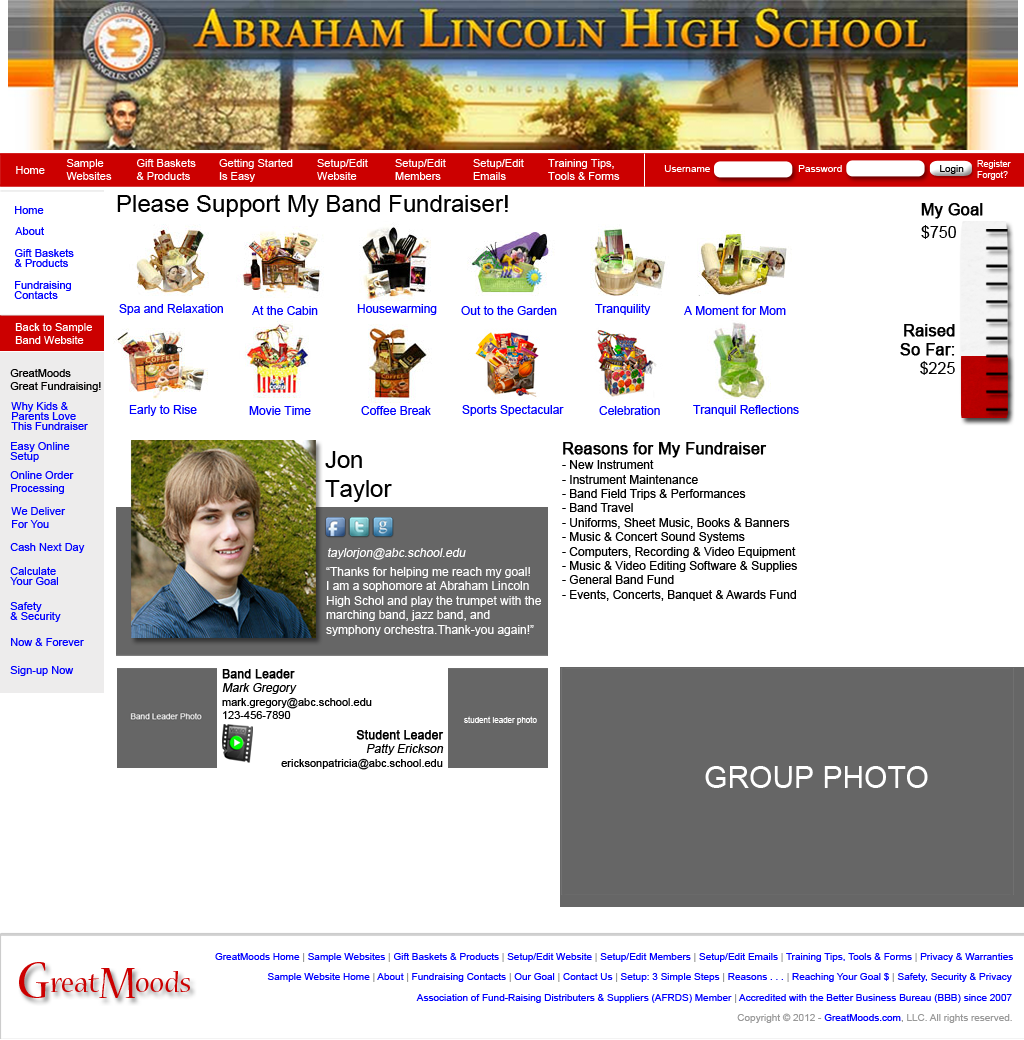 ABRAHAM LINCOLN HIGH SCHOOL
LINCOLN HIGH SCHOOL
LOS ANGELES, CALIFORNIA
COLN HIGH SCHOOL
Home
Sample
Websites
Gift Baskets
& Products
Getting Started
Is Easy
Setup/Edit
Website
Setup/Edit
Members
Setup/Edit
Emails
Training Tips,
Tools & Forms
Username
Password
Login
Register
Forgot?
Home
About
Gift Baskets
& Products
Fundraising
Contacts
Back to Sample
Band Website
GreatMoods
Great Fundraising!
Why Kids &
Parents Love
This Fundraiser
Easy Online
Setup
Online Order
Processing
We Deliver
For You
Cash Next Day
Calculate
Your Goal
Safety
& Security
Now & Forever
Sign-up Now
Please Support My Band Fundraiser!
Spa and Relaxation
At the Cabin
Housewarming
Out to the Garden
Tranquility
A Moment for Mom
Early to Rise
Movie Time
Coffee Break
Sports Spectacular
Celebration
Tranquil Reflections
My Goal
$750
Raised
So Far:
$225
Jon
Taylor
taylorjon@abc.school.edu
“Thanks for helping me reach my goal!
I am a sophomore at Abraham Lincoln
High Schol and play the trumpet with the
marching band, jazz band, and
symphony orchestra.Thank-you again!”
Reasons for My Fundraiser
- New Instrument
- Instrument Maintenance
- Band Field Trips & Performances
- Band Travel
- Uniforms, Sheet Music, Books & Banners
- Music & Concert Sound Systems
- Computers, Recording & Video Equipment
- Music & Video Editing Software & Supplies
- General Band Fund
- Events, Concerts, Banquet & Awards Fund
Band Leader Photo
Band Leader
Mark Gregory
mark.gregory@abc.school.edu
123-456-7890
Student Leader
Patty Erickson
ericksonpatricia@abc.school.edu
student leader photo
GROUP PHOTO
GreatMoods
GreatMoods Home | Sample Websites | Gift Baskets & Products | Setup/Edit Website | Setup/Edit Members | Setup/Edit Emails | Training Tips, Tools & Forms | Privacy & Warranties
Sample Website Home | About | Fundraising Contacts | Our Goal | Contact Us | Setup: 3 Simple Steps | Reasons . . . | Reaching Your Goal $ | Safety, Security & Privacy
Association of Fund-Raising Distributers & Suppliers (AFRDS) Member | Accredited with the Better Business Bureau (BBB) since 2007
Copyright © 2012 - GreatMoods.com, LLC. All rights reserved.